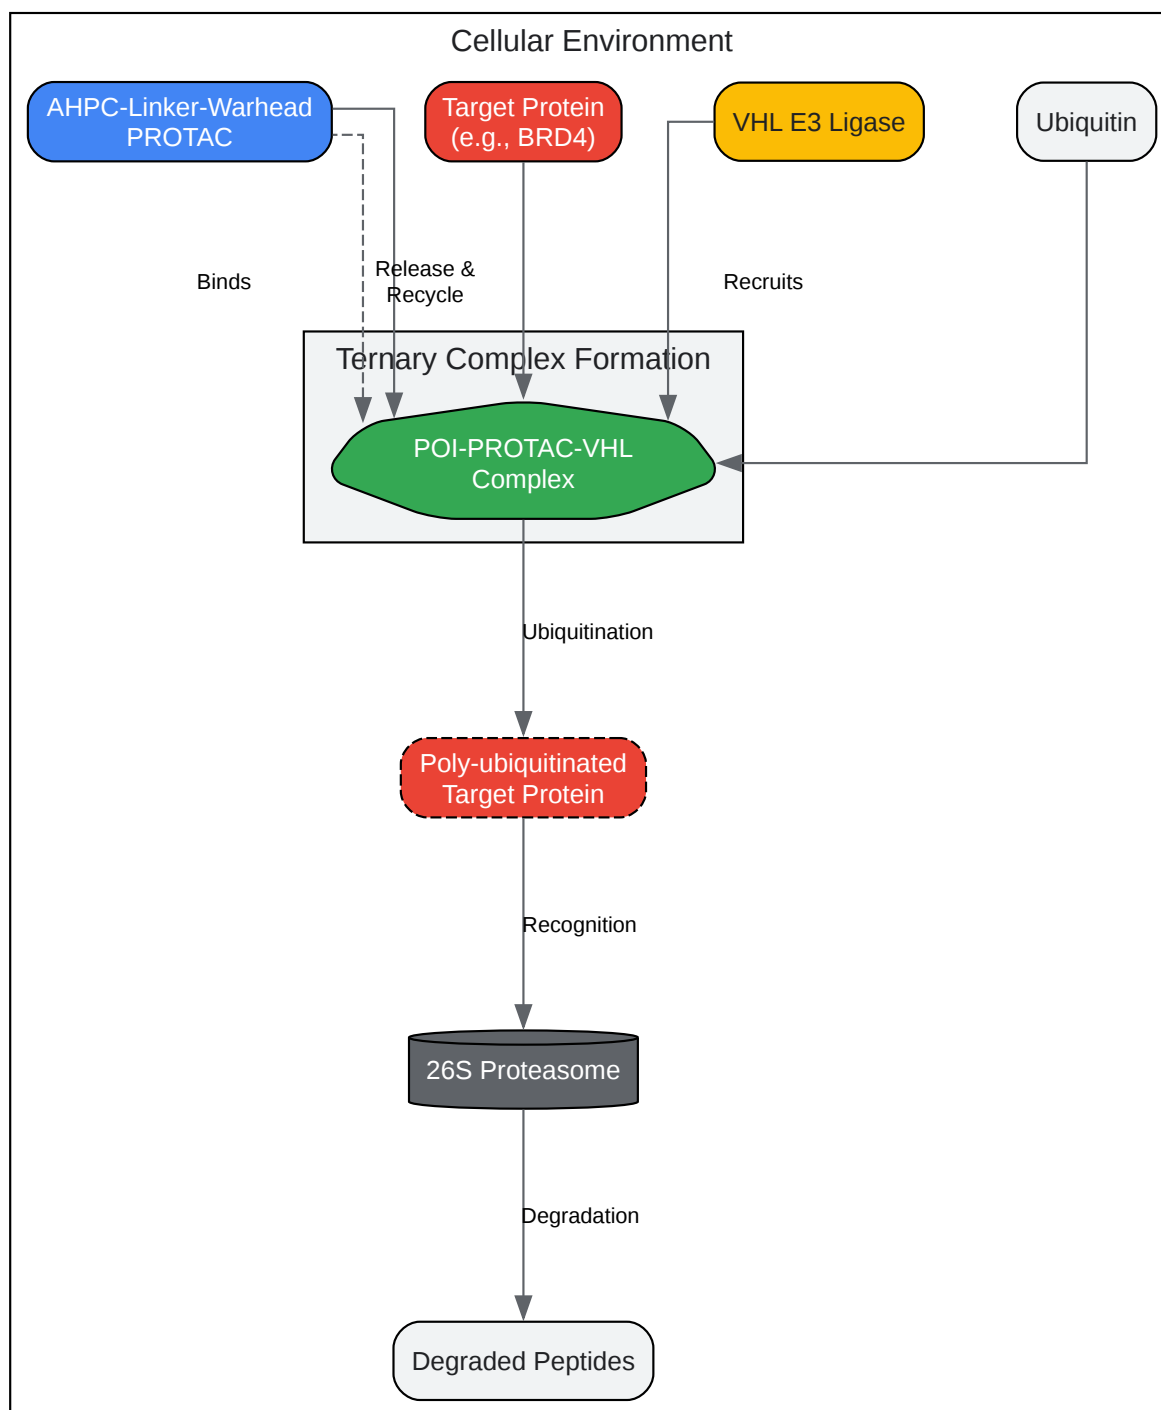 Cellular Environment
AHPC-Linker-Warhead
PROTAC
Target Protein
(e.g., BRD4)
VHL E3 Ligase
Ubiquitin
Binds
Release &
Recycle
Recruits
Ternary Complex Formation
POI-PROTAC-VHL
Complex
Ubiquitination
Poly-ubiquitinated
Target Protein
Recognition
26S Proteasome
Degradation
Degraded Peptides